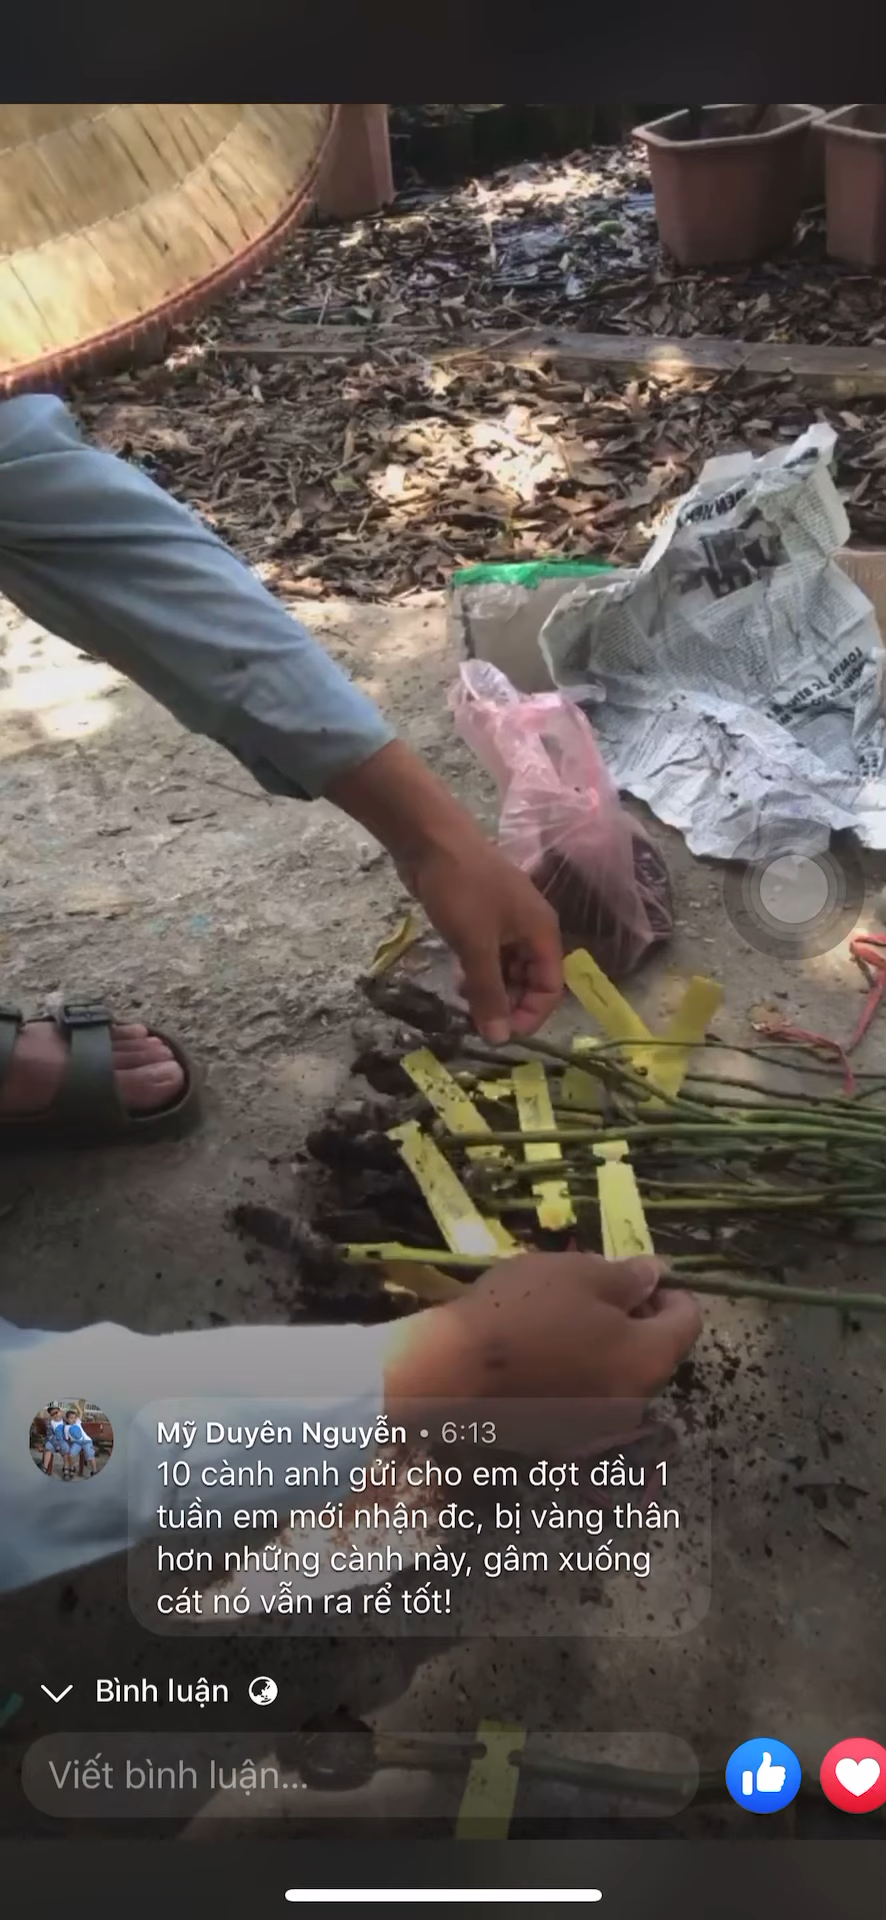 Mỹ Duyên Nguyễn • 6:13
10 cành anh gửi cho em đợt đầu 1
tuần em mới nhận đc, bị vàng thân
hơn những cành này, gâm xuống
cát nó vẫn ra rể tốt!
Bình luận
Viết bình luận...